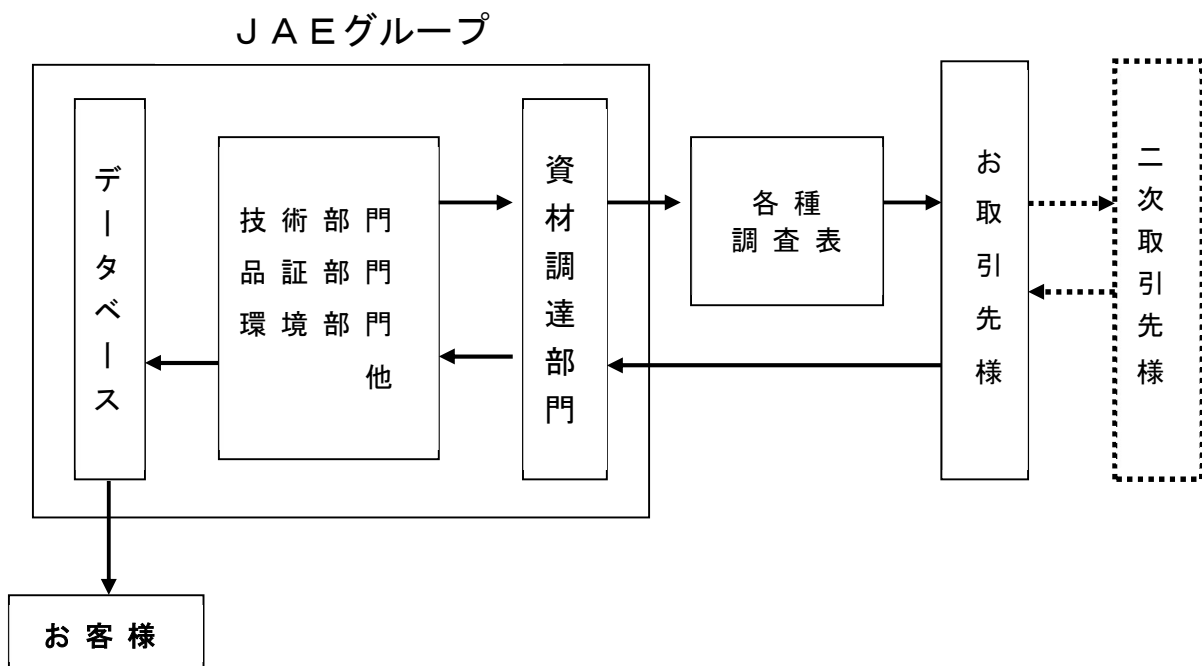 ＪＡＥグループ
データベース
技術部門
品証部門
環境部門
他
資材調達部門
各種
調査表
お取引先様
二次取引先様
お客様